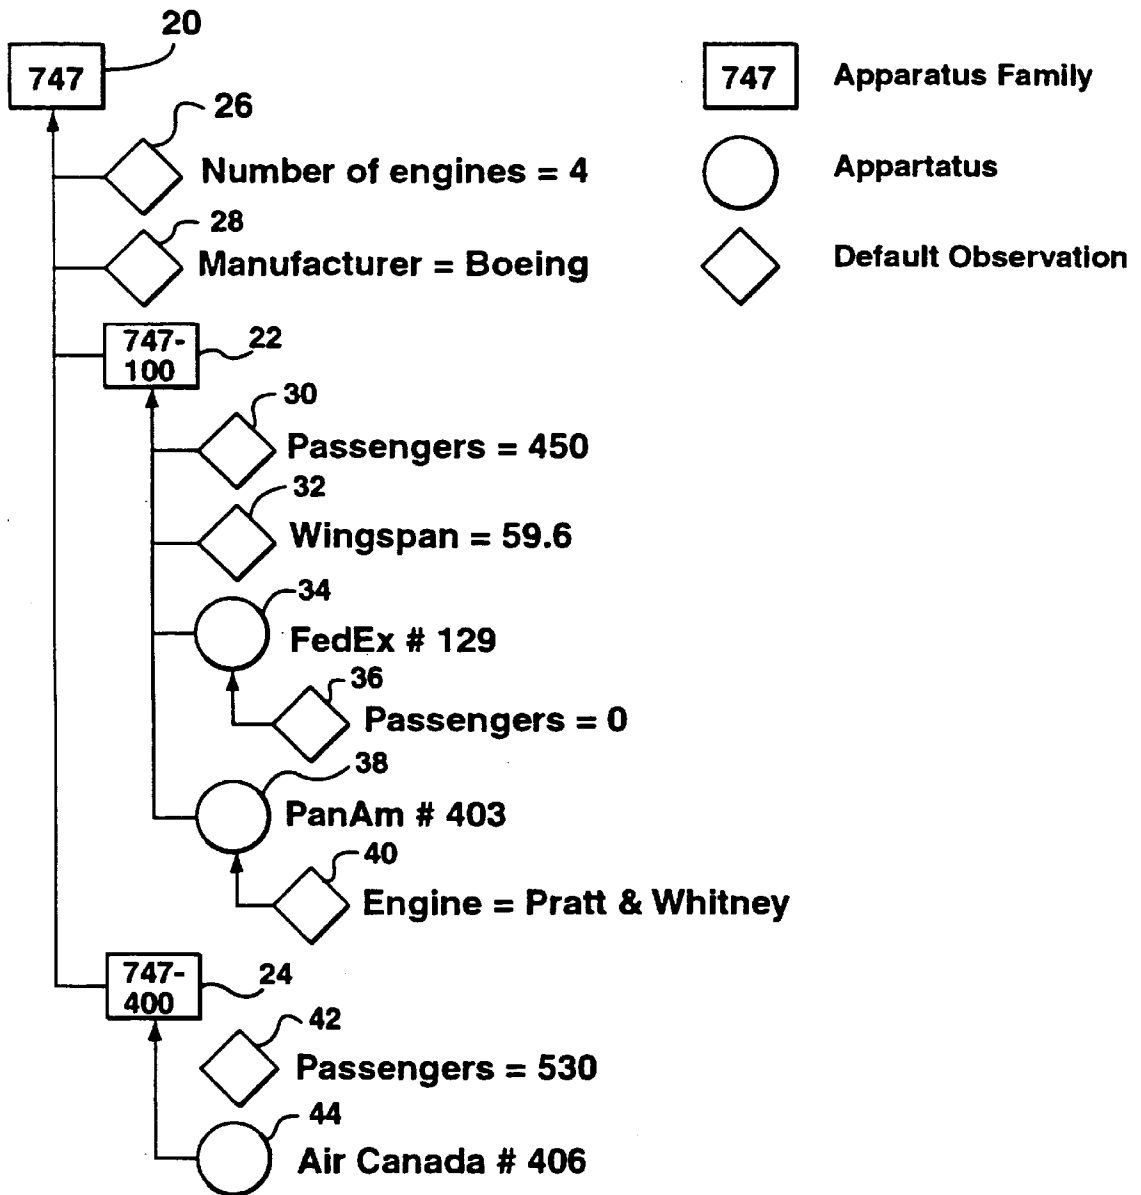 20
747
26
Number of engines = 4
28
Manufacturer = Boeing
747-
100
22
30
Passengers = 450
32
Wingspan = 59.6
34
FedEx # 129
36
Passengers = 0
38
PanAm # 403
40
Engine = Pratt & Whitney
747-
400
24
42
Passengers = 530
44
Air Canada # 406
747
Apparatus Family
Appartatus
Default Observation